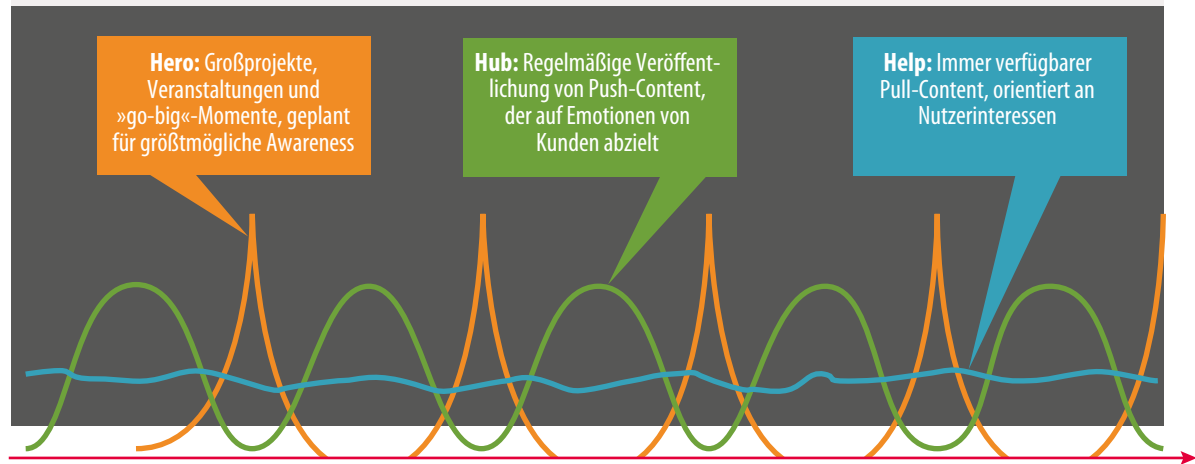 Hero: Großprojekte,
Veranstaltungen und
»go-big«-Momente, geplant
für größtmögliche Awareness
Hub: Regelmäßige Veröffent-
lichung von Push-Content,
der auf Emotionen von
Kunden abzielt
Help: Immer verfügbarer
Pull-Content, orientiert an
Nutzerinteressen